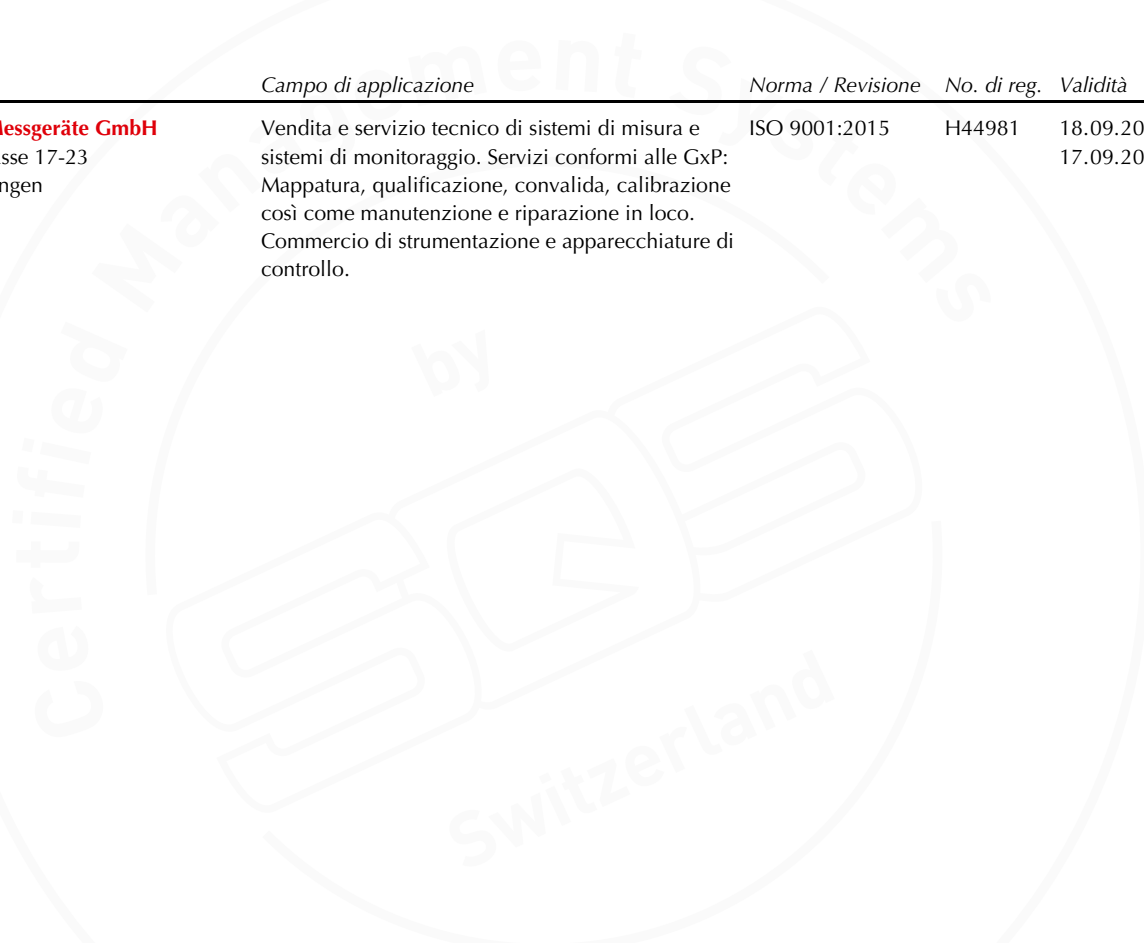 Campo di applicazione Norma / Revisione No. di reg. Validità
Messgeräte GmbH Vendita e servizio tecnico di sistemi di misura e ISO 9001:2015 H44981 18.09.20
sse 17-23 sistemi di monitoraggio. Servizi conformi alle GxP: 17.09.20
ngen Mappatura, qualificazione, convalida, calibrazione
così come manutenzione e riparazione in loco.
Commercio di strumentazione e apparecchiature di
controllo.
Certified Management Systems
by
SQS
Switzerland